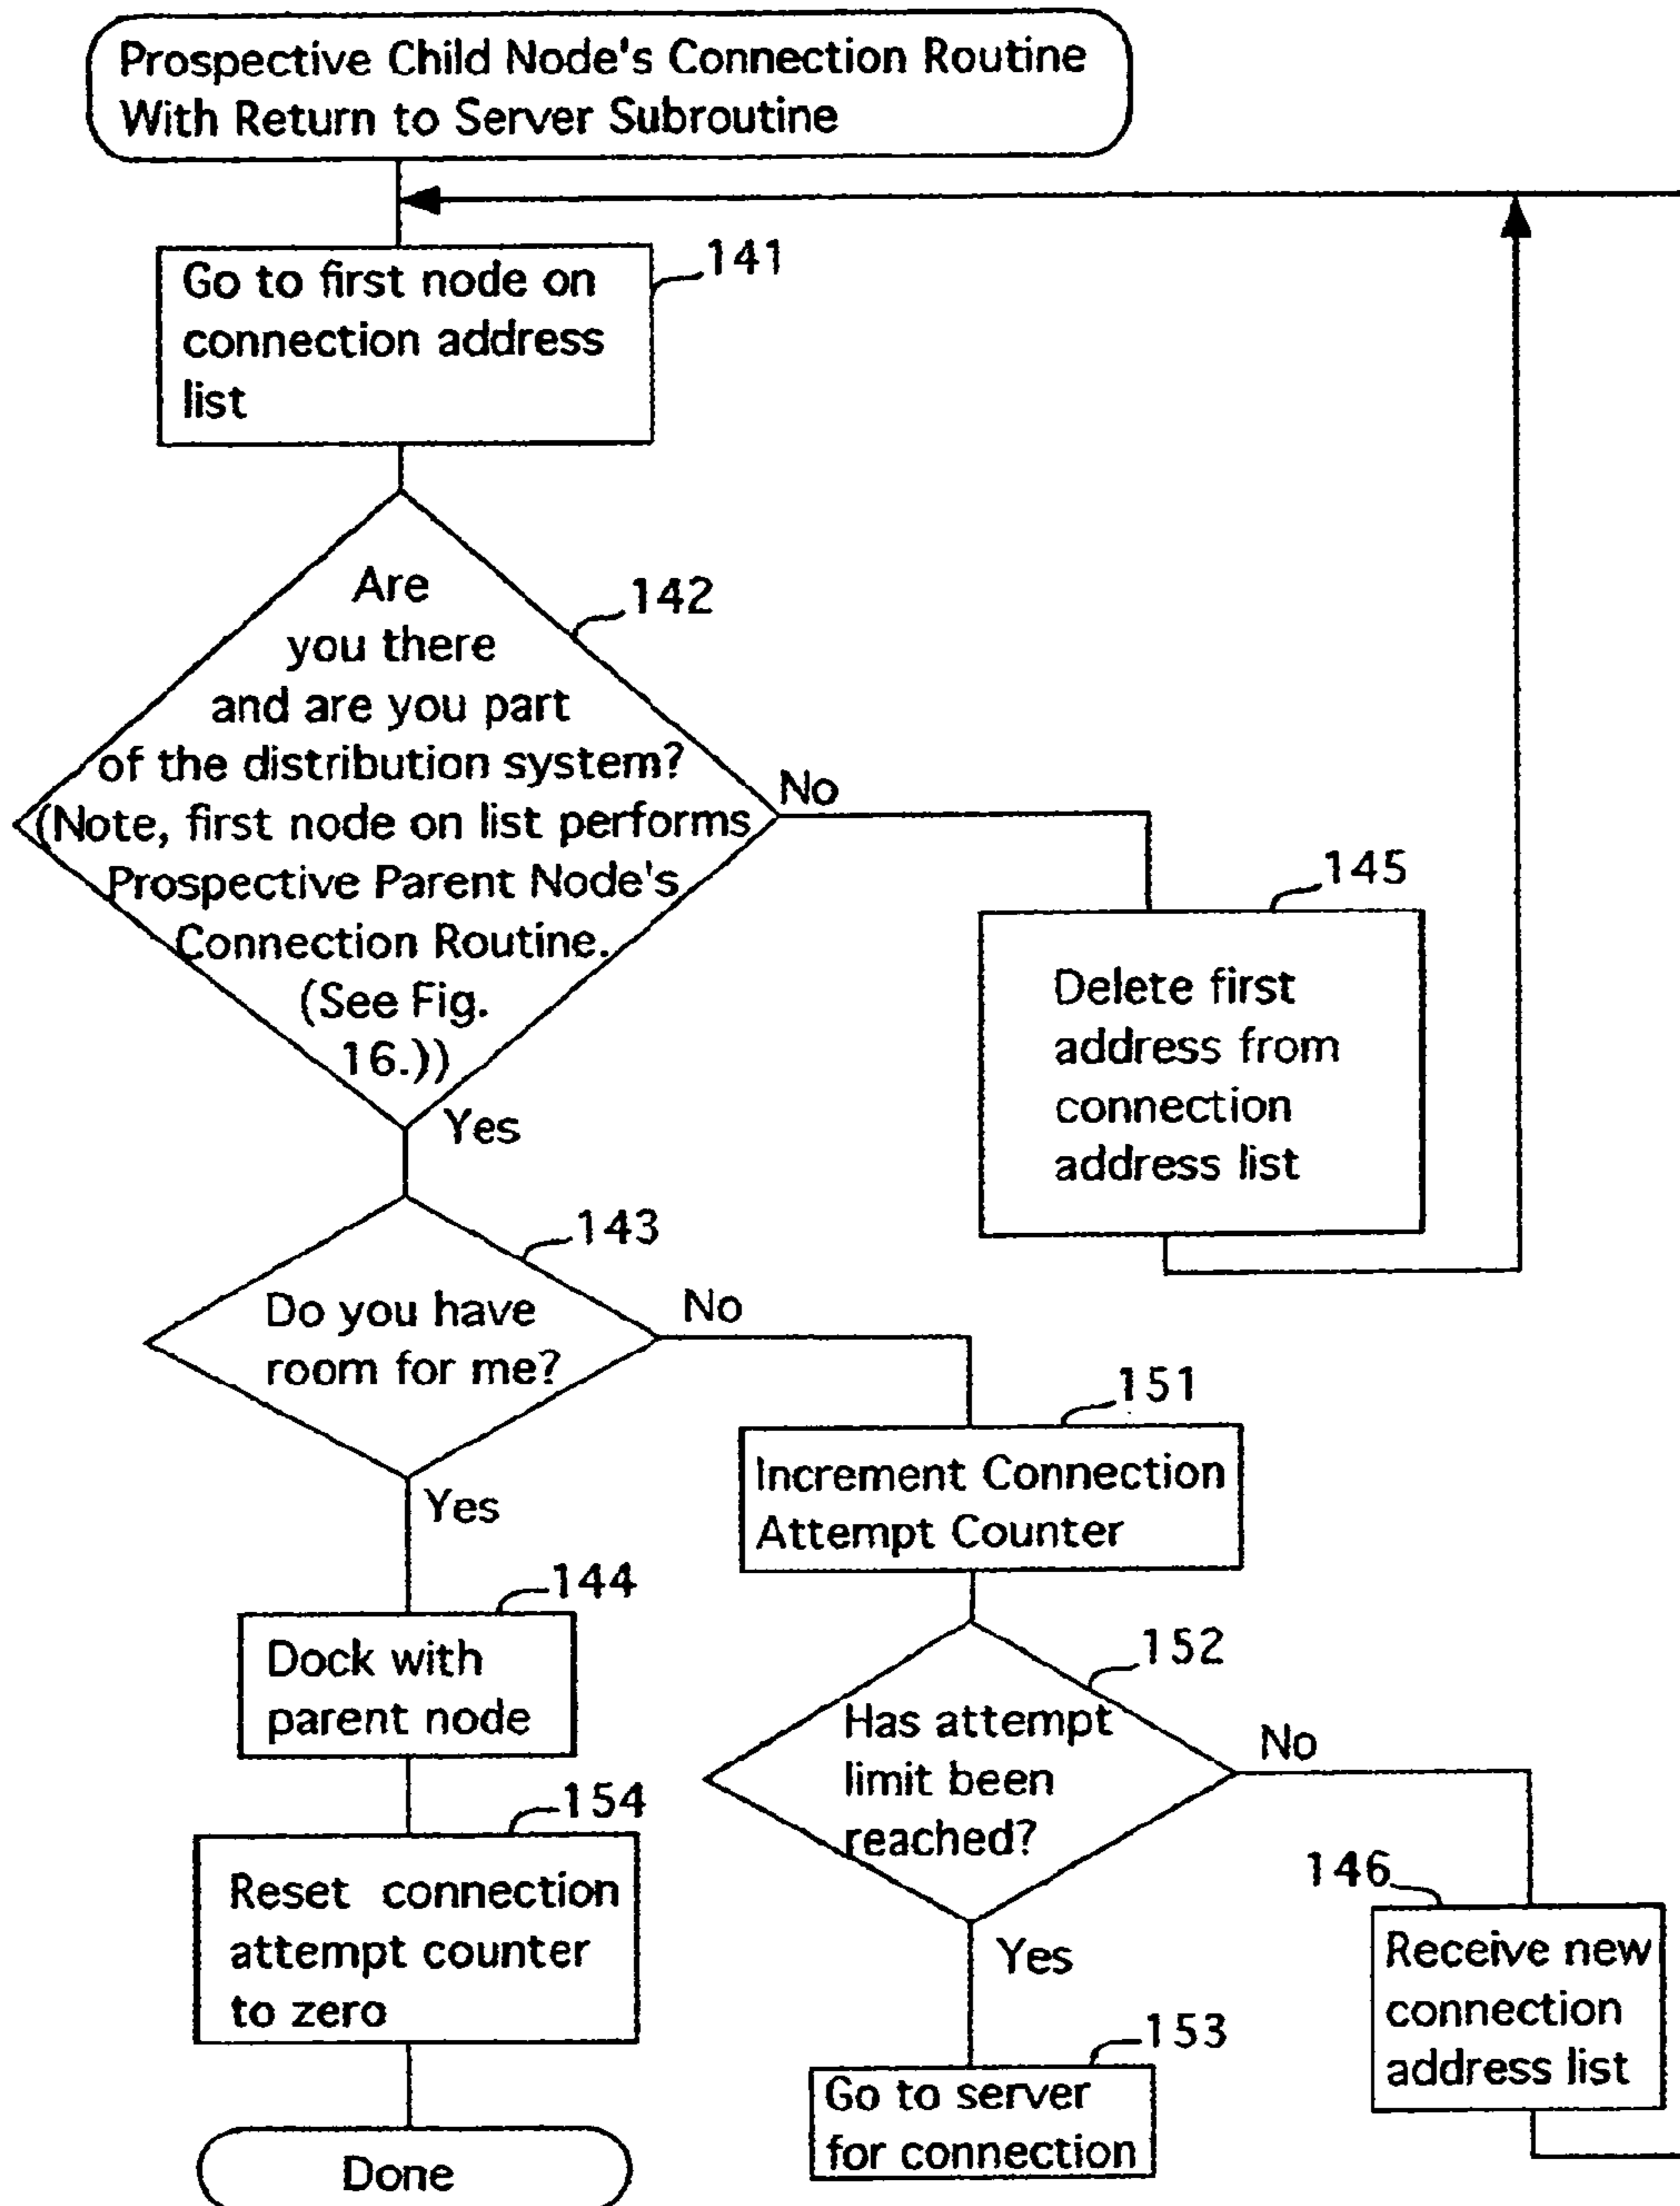 Prospective Child Node's Connection Routine
With Return to Server Subroutine
141
Go to first node on
connection address
list
142
Are
you there
and are you part
of the distribution system?
(Note, first node on list performs
Prospective Parent Node's
Connection Routine.
(See Fig.
16.))
No
Yes
145
Delete first
address from
connection
address list
143
Do you have
room for me?
No
Yes
151
Increment Connection
Attempt Counter
144
Dock with
parent node
152
Has attempt
limit been
reached?
No
Yes
154
Reset connection
attempt counter
to zero
146
Receive new
connection
address list
153
Go to server
for connection
Done